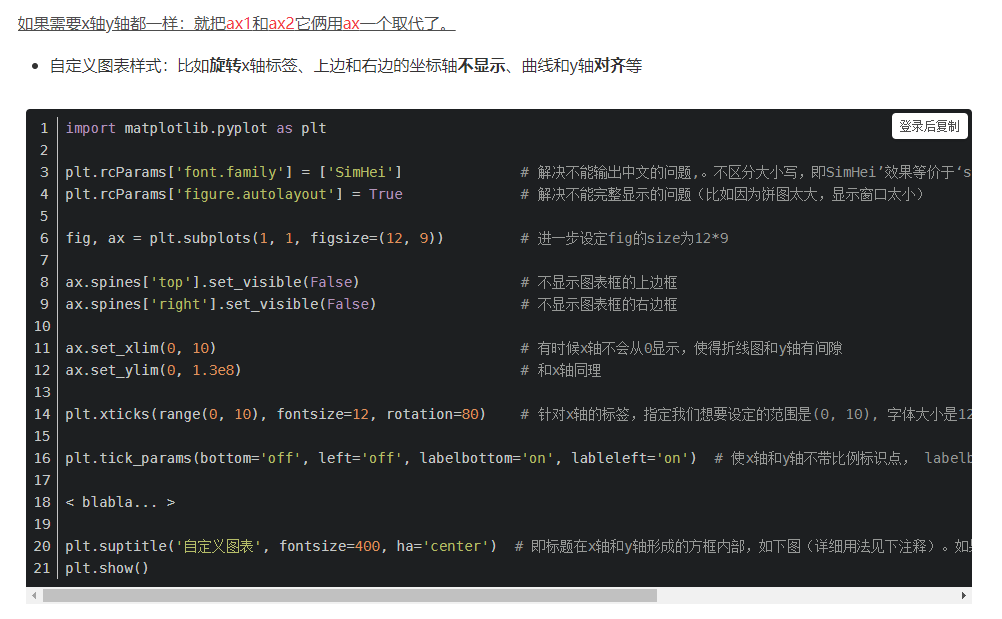 如果需要x轴y轴都一样：就把ax1和ax2它俩用ax一个取代了。
自定义图表样式：比如旋转x轴标签、上边和右边的坐标轴不显示、曲线和y轴对齐等
登录后复制
1 import matplotlib.pyplot as plt
2
3 plt.rcParams['font.family'] = ['SimHei'] # 解决不能输出中文的问题,。不区分大小写，即SimHei’效果等价于‘s
4 plt.rcParams['figure.autolayout'] = True # 解决不能完整显示的问题（比如因为饼图太大，显示窗口太小）
5
6 fig, ax = plt.subplots(1, 1, figsize=(12, 9)) # 进一步设定fig的size为12*9
7
8 ax.spines['top'].set_visible(False) # 不显示图表框的上边框
9 ax.spines['right'].set_visible(False) # 不显示图表框的右边框
10
11 ax.set_xlim(0, 10) # 有时候x轴不会从0显示，使得折线图和y轴有间隙
12 ax.set_ylim(0, 1.3e8) # 和x轴同理
13
14 plt.xticks(range(0, 10), fontsize=12, rotation=80) # 针对x轴的标签，指定我们想要设定的范围是(0, 10), 字体大小是12
15
16 plt.tick_params(bottom='off', left='off', labelbottom='on', lableleft='on') # 使x轴和y轴不带比例标识点， labelb
17
18 < blabla... >
19
20 plt.suptitle('自定义图表', fontsize=400, ha='center') # 即标题在x轴和y轴形成的方框内部，如下图（详细用法见下注释）。如
21 plt.show()